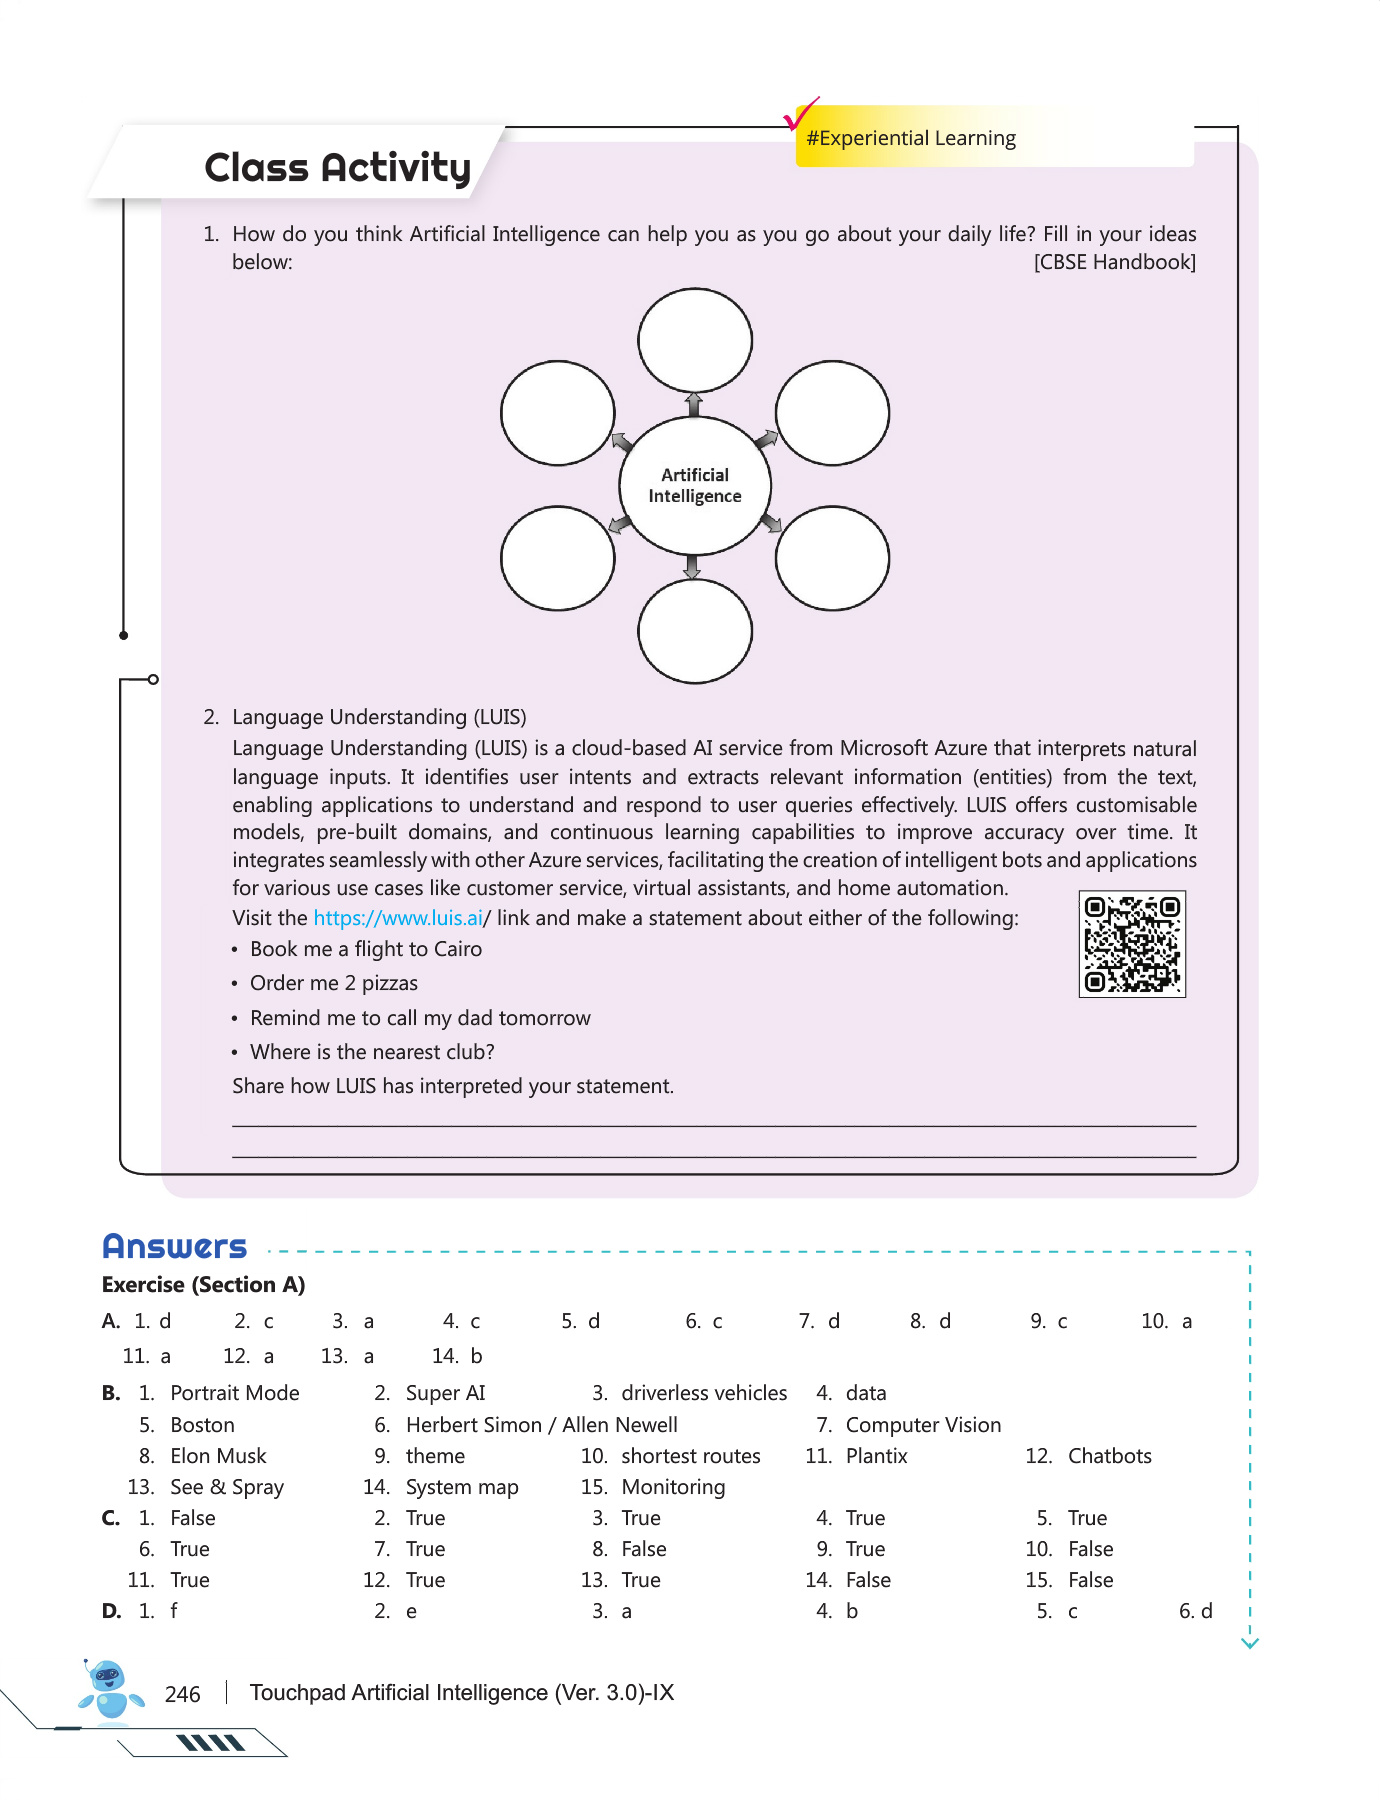 #Experiential Learning
Class Activity
1. How do you think Artificial Intelligence can help you as you go about your daily life? Fill in your ideas
below: [CBSE Handbook]
Artificial
Intelligence
2. Language Understanding (LUIS)
Language Understanding (LUIS) is a cloud-based AI service from Microsoft Azure that interprets natural
language inputs. It identifies user intents and extracts relevant information (entities) from the text,
enabling applications to understand and respond to user queries effectively. LUIS offers customisable
models, pre-built domains, and continuous learning capabilities to improve accuracy over time. It
integrates seamlessly with other Azure services, facilitating the creation of intelligent bots and applications
for various use cases like customer service, virtual assistants, and home automation.
Visit the https://www.luis.ai/ link and make a statement about either of the following:
• Book me a flight to Cairo
• Order me 2 pizzas
• Remind me to call my dad tomorrow
• Where is the nearest club?
Share how LUIS has interpreted your statement.
Answers
Exercise (Section A)
A. 1. d 2. c 3. a 4. c 5. d 6. c 7. d 8. d 9. c 10. a
11. a 12. a 13. a 14. b
B. 1. Portrait Mode 2. Super AI 3. driverless vehicles 4. data
5. Boston 6. Herbert Simon / Allen Newell 7. Computer Vision
8. Elon Musk 9. theme 10. shortest routes 11. Plantix 12. Chatbots
13. See & Spray 14. System map 15. Monitoring
C. 1. False 2. True 3. True 4. True 5. True
6. True 7. True 8. False 9. True 10. False
11. True 12. True 13. True 14. False 15. False
D. 1. f 2. e 3. a 4. b 5. c 6. d
246 | Touchpad Artificial Intelligence (Ver. 3.0)-IX